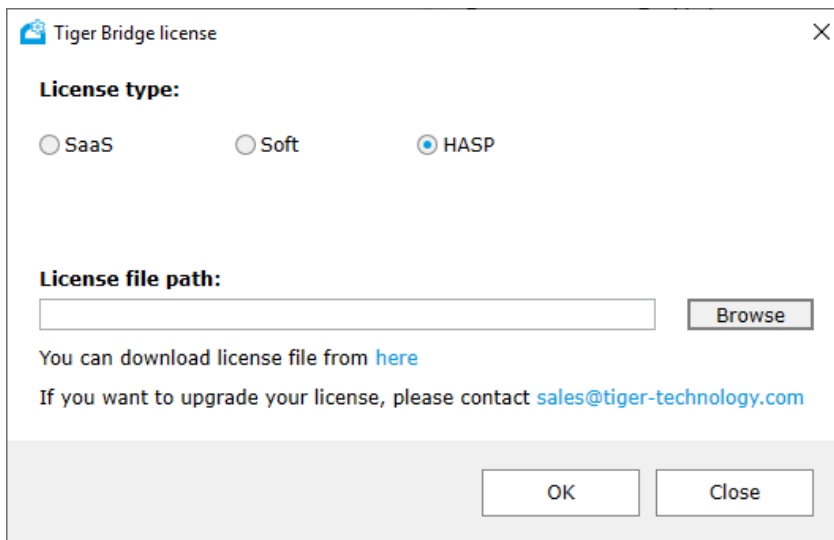 Tiger Bridge license
License type:
SaaS Soft HASP
License file path:
Browse
You can download license file from here
If you want to upgrade your license, please contact sales@tiger-technology.com
OK Close